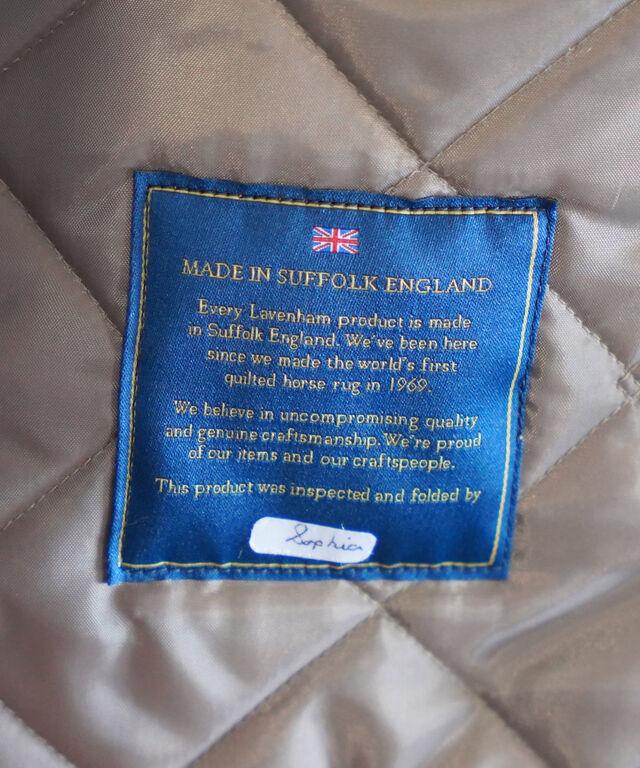 MADE IN SUFFOLK ENGLAND
Every Lavenham product is made
in Suffolk England. We've been here
since we made the world's first
quilted horse rug in 1969.
We believe in uncompromising quality
and genuine craftsmanship. We're proud
of our items and our craftspeople.
This product was inspected and folded by
Sophia